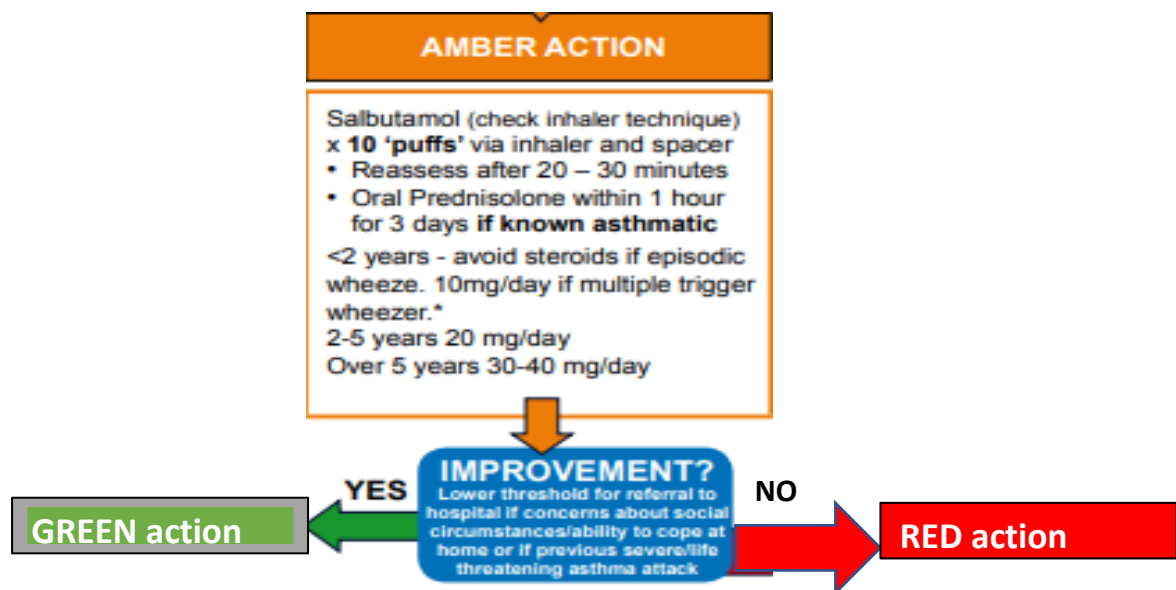 AMBER ACTION
Salbutamol (check inhaler technique)
x 10 ‘puffs’ via inhaler and spacer
• Reassess after 20 – 30 minutes
• Oral Prednisolone within 1 hour
for 3 days if known asthmatic
<2 years - avoid steroids if episodic
wheeze. 10mg/day if multiple trigger
wheezer.*
2-5 years 20 mg/day
Over 5 years 30-40 mg/day
IMPROVEMENT?
Lower threshold for referral to
hospital if concerns about social
circumstances/ability to cope at
home or if previous severe/life
threatening asthma attack
YES
NO
GREEN action
RED action